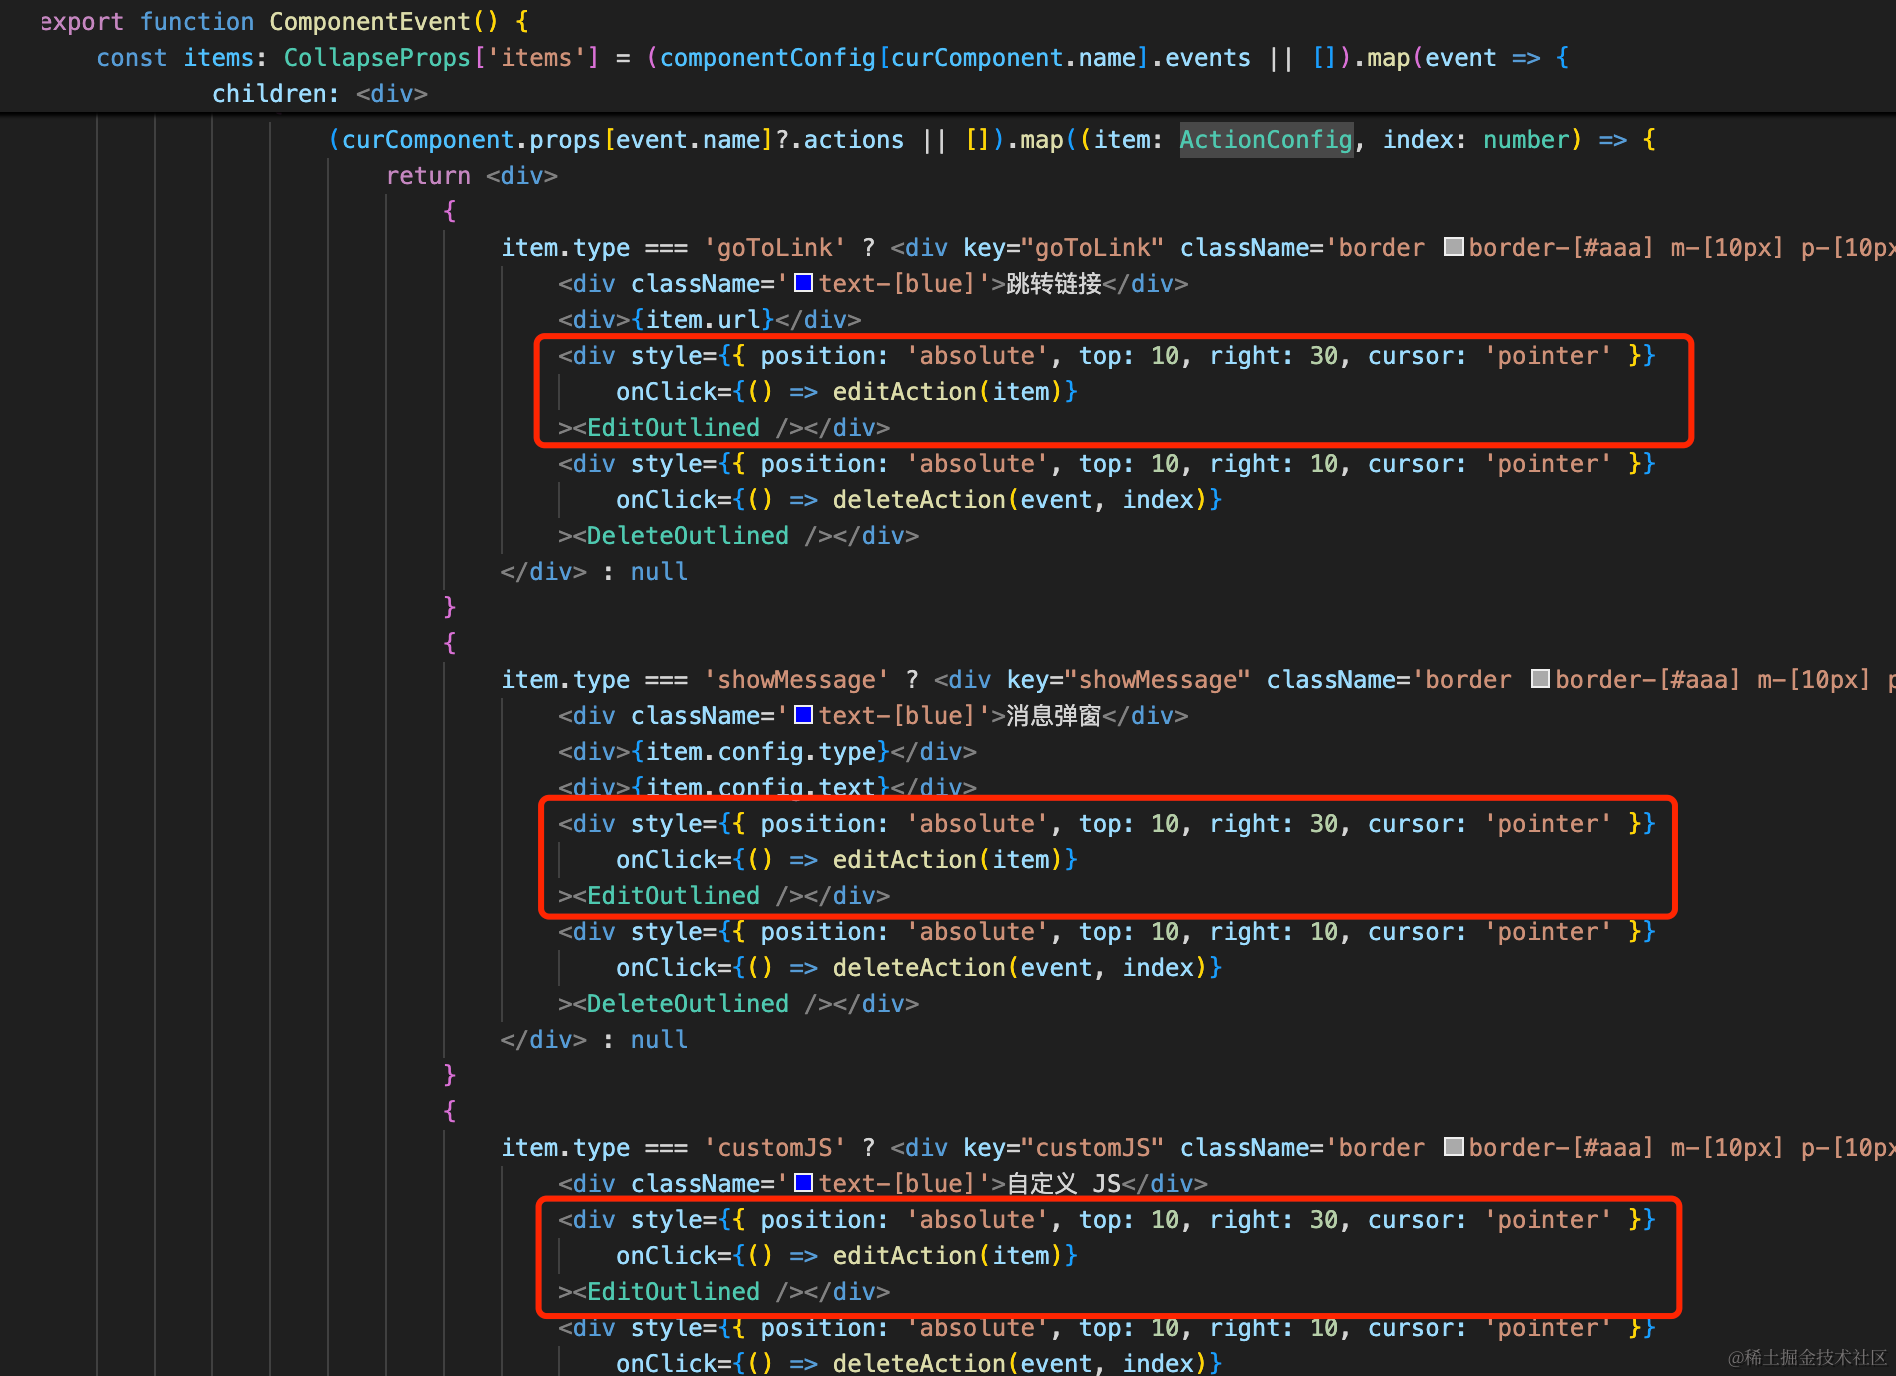 export function ComponentEvent() {
const items: CollapseProps['items'] = (componentConfig[curComponent.name].events || []).map(event => {
children: <div>
(curComponent.props[event.name]?.actions || []).map((item: ActionConfig, index: number) => {
return <div>
{
item.type === 'goToLink' ? <div key="goToLink" className='border border-[#aaa] m-[10px] p-[10px
<div className='text-[blue]'>跳转链接</div>
<div>{item.url}</div>
<div style={{ position: 'absolute', top: 10, right: 30, cursor: 'pointer' }}
onClick={() => editAction(item)}
><EditOutlined /></div>
<div style={{ position: 'absolute', top: 10, right: 10, cursor: 'pointer' }}
onClick={() => deleteAction(event, index)}
><DeleteOutlined /></div>
</div> : null
}
{
item.type === 'showMessage' ? <div key="showMessage" className='border border-[#aaa] m-[10px] p
<div className='text-[blue]'>消息弹窗</div>
<div>{item.config.type}</div>
<div>{item.config.text}</div>
<div style={{ position: 'absolute', top: 10, right: 30, cursor: 'pointer' }}
onClick={() => editAction(item)}
><EditOutlined /></div>
<div style={{ position: 'absolute', top: 10, right: 10, cursor: 'pointer' }}
onClick={() => deleteAction(event, index)}
><DeleteOutlined /></div>
</div> : null
}
{
item.type === 'customJS' ? <div key="customJS" className='border border-[#aaa] m-[10px] p-[10px
<div className='text-[blue]'>自定义 JS</div>
<div style={{ position: 'absolute', top: 10, right: 30, cursor: 'pointer' }}
onClick={() => editAction(item)}
><EditOutlined /></div>
<div style={{ position: 'absolute', top: 10, right: 10, cursor: 'pointer' }}
onClick={() => deleteAction(event, index)}
@稀土掘金技术社区